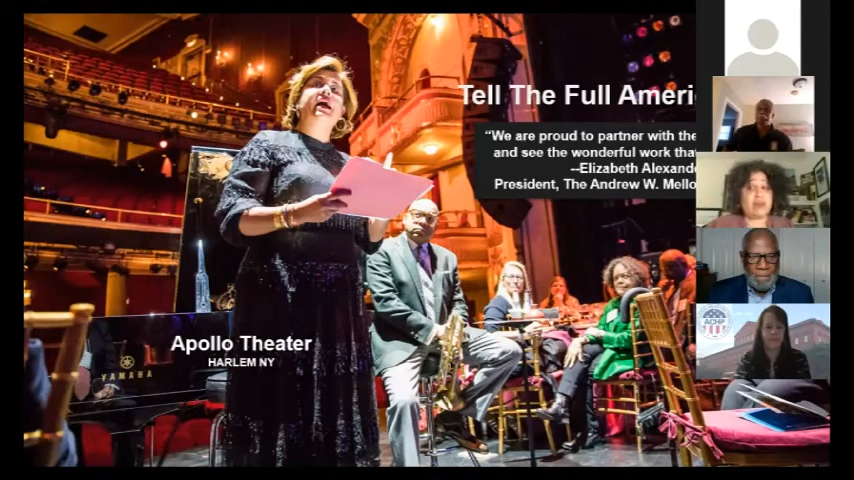 Tell The Full Ameri
“We are proud to partner with the
and see the wonderful work that
--Elizabeth Alexande
President, The Andrew W. Mello
ACHP
Apollo Theater
HARLEM NY
YAMAHA